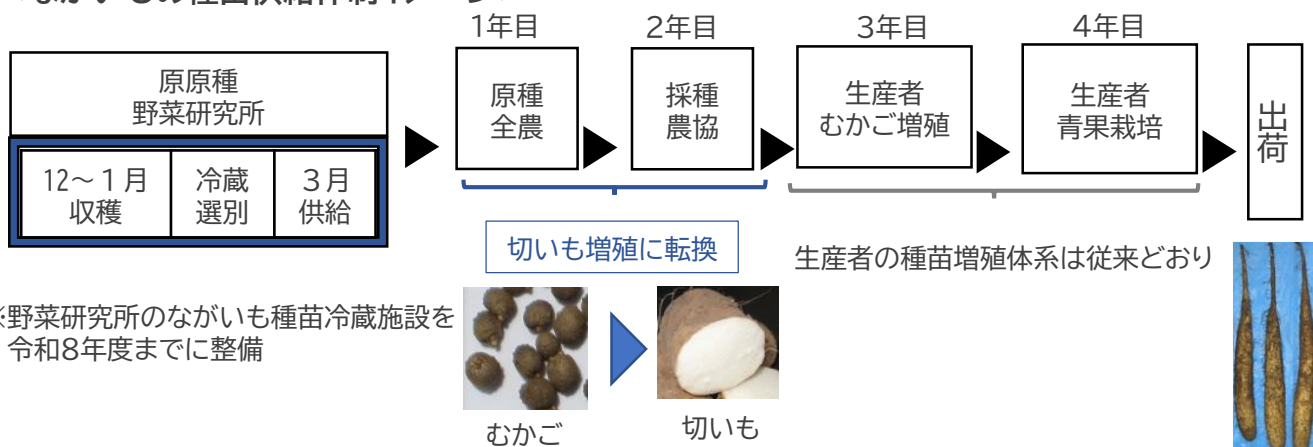 1年目
2年目
3年目
4年目
原原種
野菜研究所
12~1月
収穫
冷蔵
選別
3月
供給
原種
全農
採種
農協
生産者
むかご増殖
生産者
青果栽培
出荷
切いも増殖に転換
生産者の種苗増殖体系は従来どおり
※野菜研究所のながいも種苗冷蔵施設を
令和8年度までに整備
むかご
切いも